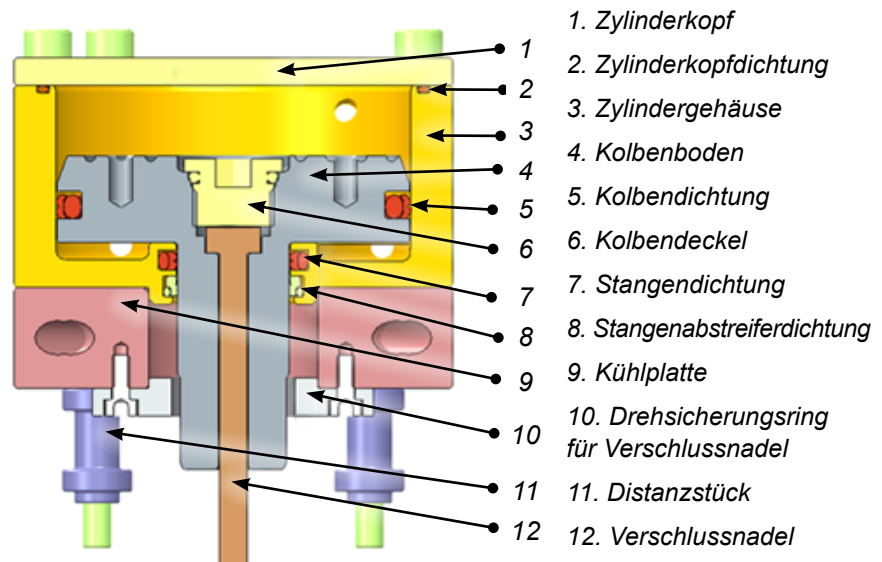 1
2
3
4
5
6
7
8
9
10
11
12
1. Zylinderkopf
2. Zylinderkopfdichtung
3. Zylindergehäuse
4. Kolbenboden
5. Kolbendichtung
6. Kolbendeckel
7. Stangendichtung
8. Stangenabstreiferdichtung
9. Kühlplatte
10. Drehsicherungsring
für Verschlussnadel
11. Distanzstück
12. Verschlussnadel